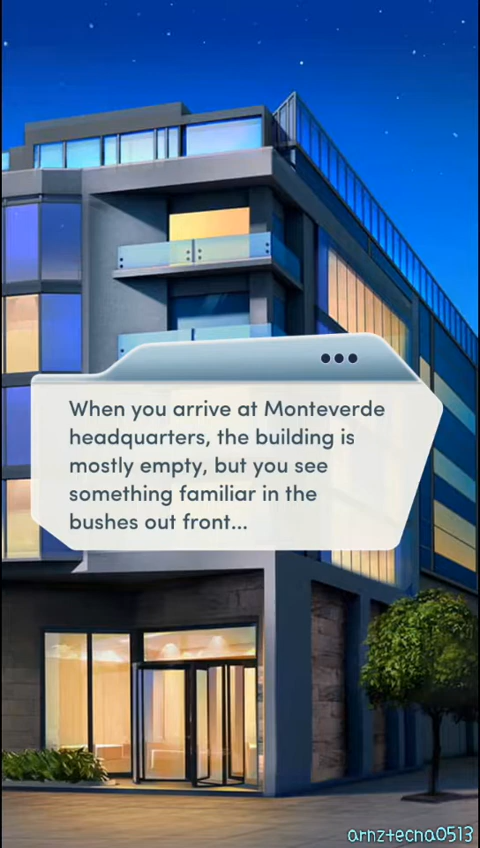 When you arrive at Monteverde
headquarters, the building is
mostly empty, but you see
something familiar in the
bushes out front...
arnztecna0513